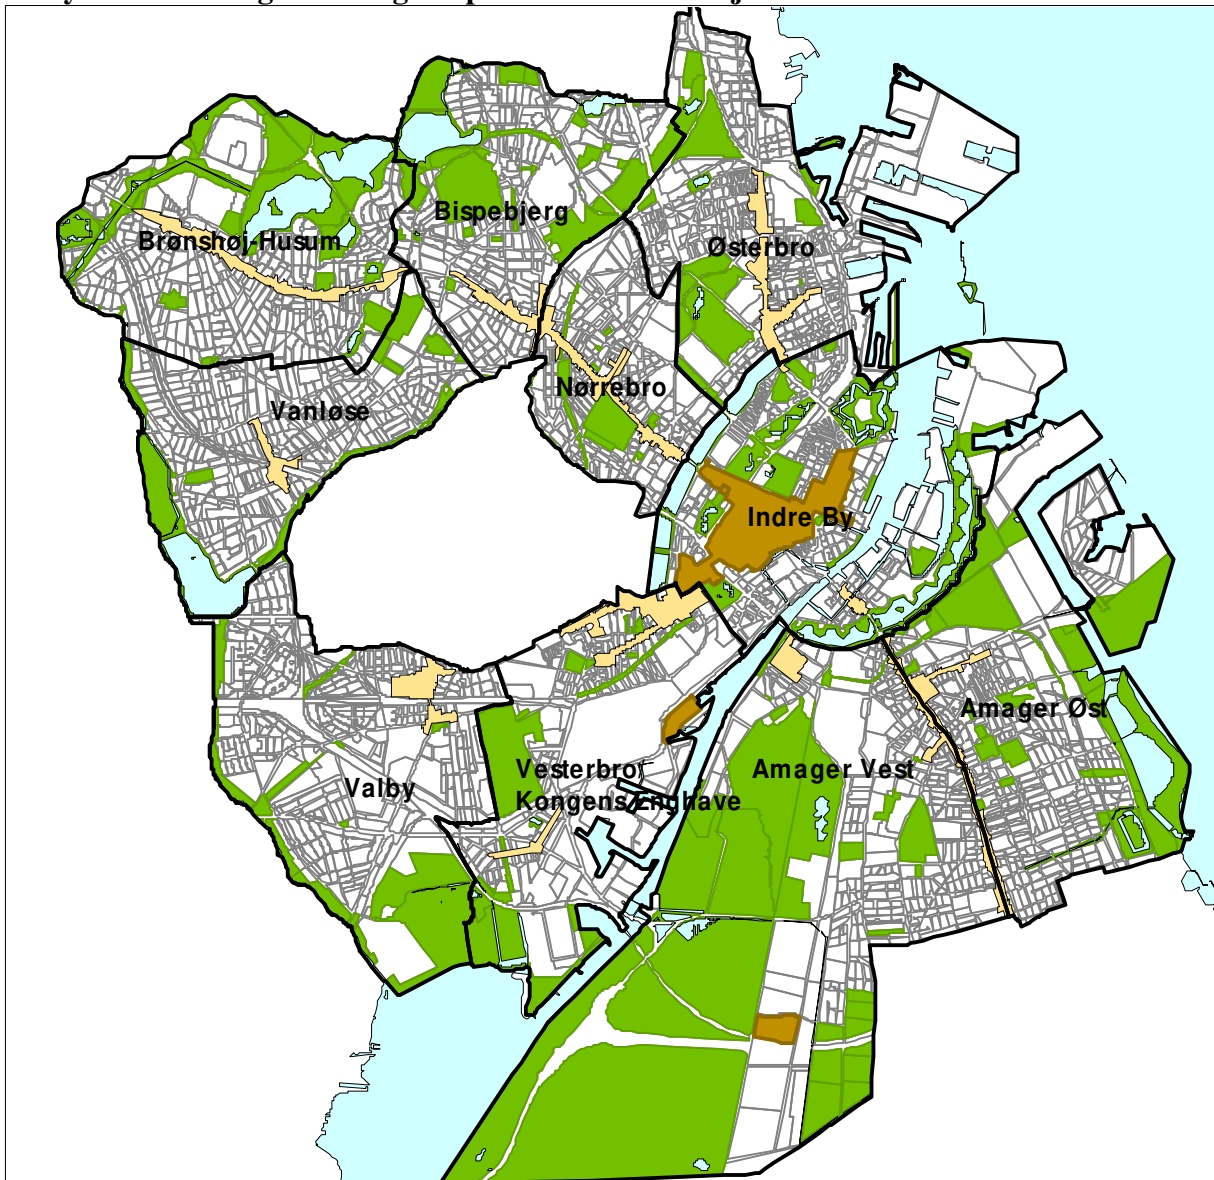 Bispebjerg
Brønshøj-Husum
Østerbro
Nørrebro
Vanløse
Indre By
Amager Øst
Vesterbro/
Kongens Enghave
Amager Vest
Valby